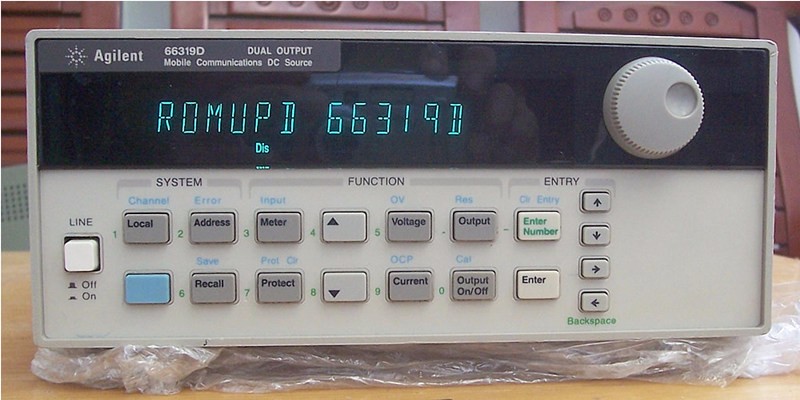 Agilent 66319D DUAL OUTPUT
Mobile Communications DC Source
ROMUPD 66319D
Dis
SYSTEM FUNCTION ENTRY
Channel Error Input OV Res Clr Entry
LINE
1 Local 2 Address 3 Meter 4 5 Voltage . Output - Enter Number
Save Prot Clr OCP Cal
6 Recall 7 Protect 8 9 Current 0 Output On/Off Enter
Off
On
Backspace